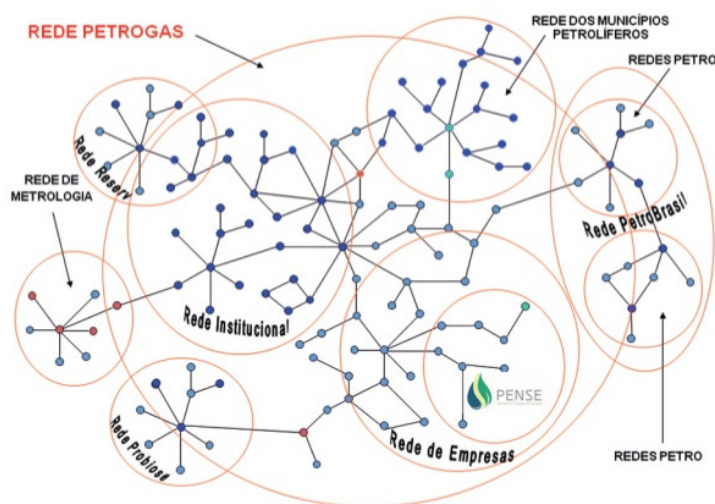 REDE PETROGAS
REDE DOS MUNICÍPIOS
PETROLÍFEROS
REDES PETRO
Rede Reserv
REDE DE
METROLOGIA
Rede PetroBrasil
Rede Institucional
PENSE
Rede de Empresas
Rede Probiose
REDES PETRO